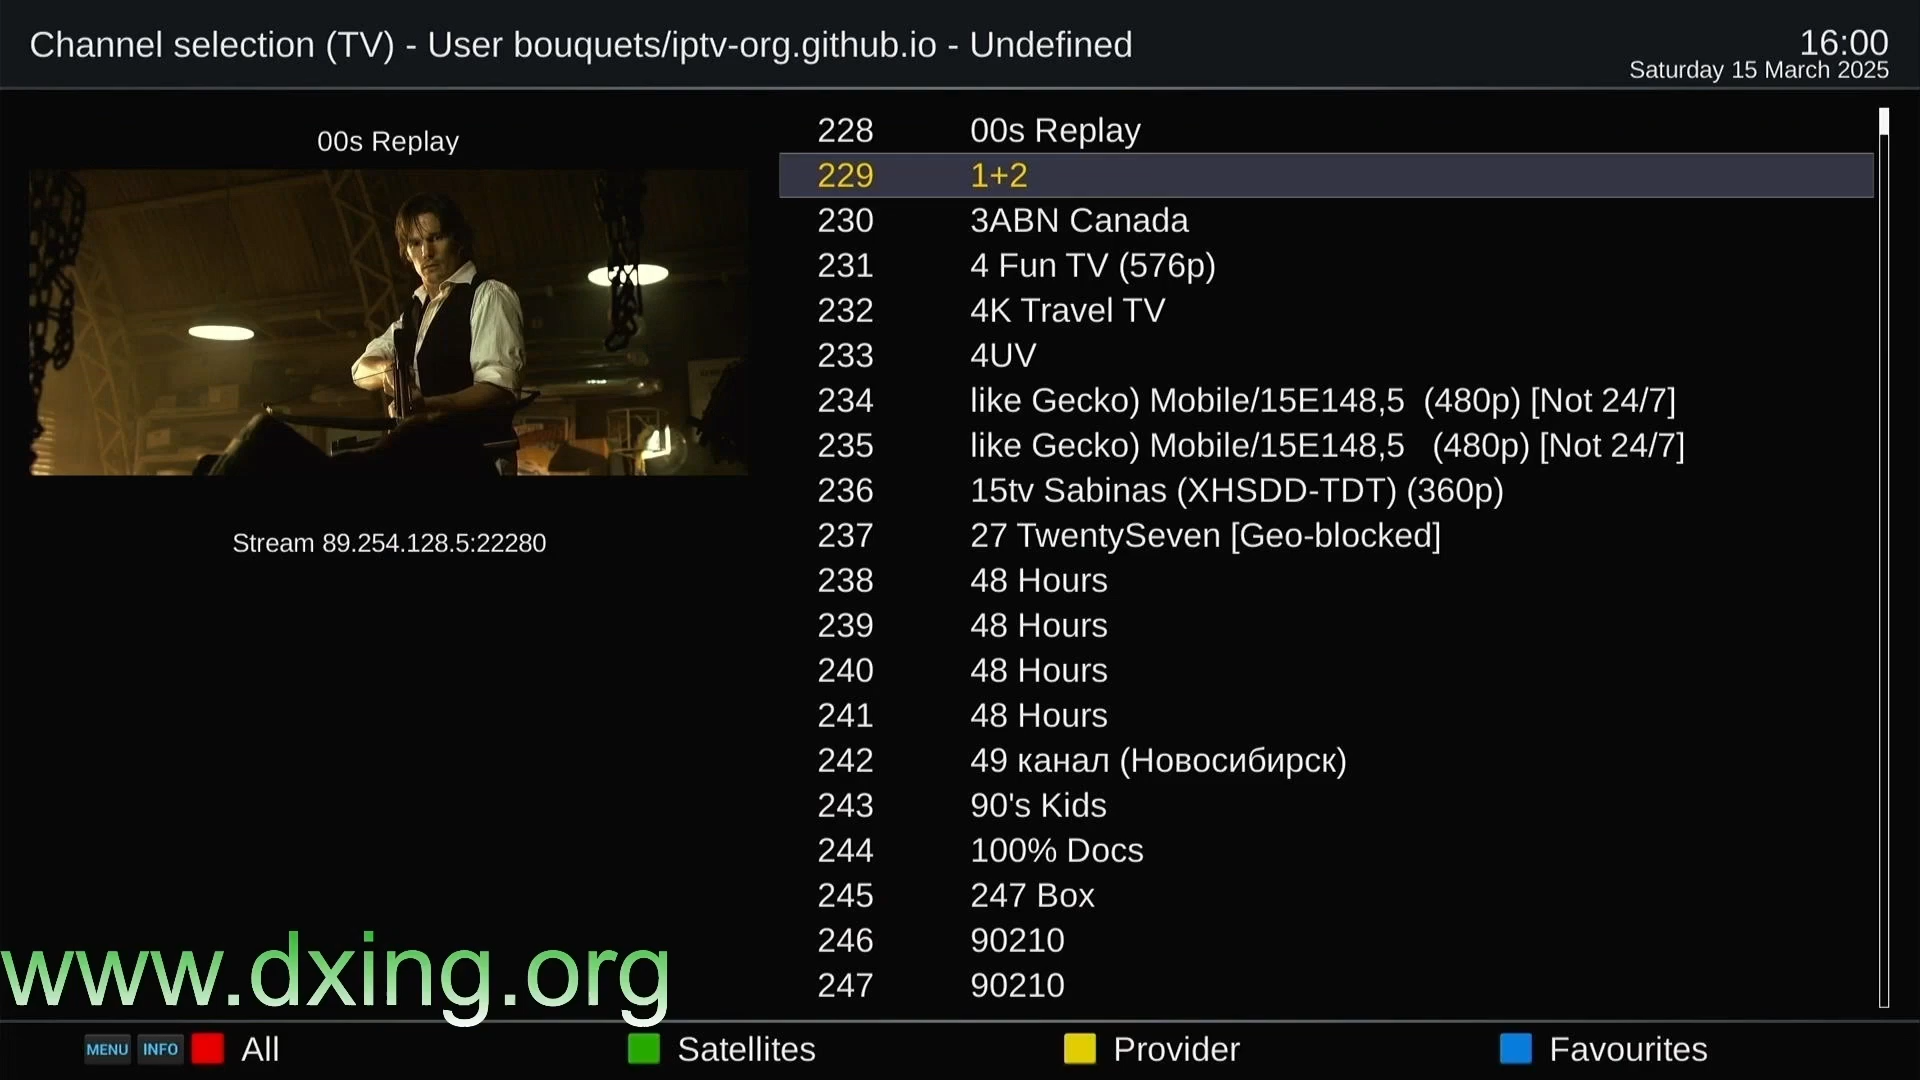 Channel selection (TV) - User bouquets/iptv-org.github.io - Undefined
16:00
Saturday 15 March 2025
00s Replay
Stream 89.254.128.5:22280
228 00s Replay
229 1+2
230 3ABN Canada
231 4 Fun TV (576p)
232 4K Travel TV
233 4UV
234 like Gecko) Mobile/15E148,5  (480p) [Not 24/7]
235 like Gecko) Mobile/15E148,5   (480p) [Not 24/7]
236 15tv Sabinas (XHSDD-TDT) (360p)
237 27 TwentySeven [Geo-blocked]
238 48 Hours
239 48 Hours
240 48 Hours
241 48 Hours
242 49 канал (Новосибирск)
243 90's Kids
244 100% Docs
245 247 Box
246 90210
247 90210
www.dxing.org
MENU INFO All Satellites Provider Favourites